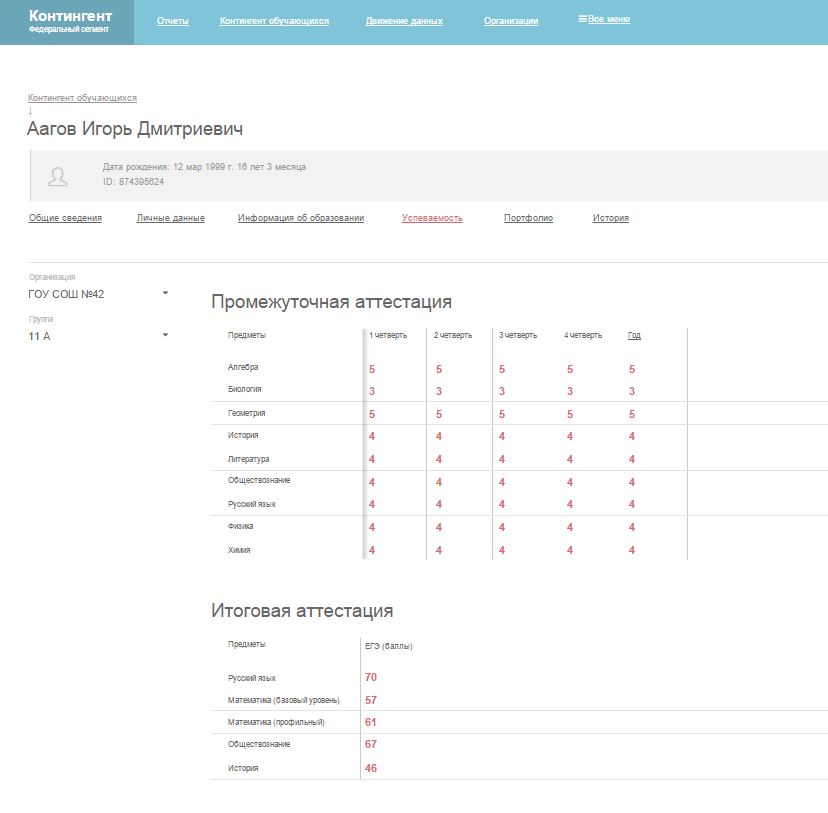 Контингент
Федеральный сегмент
Отчеты Контингент обучающихся Движение данных Организации Все меню
Контингент обучающихся
↓
Аагов Игорь Дмитриевич
Дата рождения: 12 мар 1999 г. 16 лет 3 месяца
ID: 874395624
Общие сведения Личные данные Информация об образовании Успеваемость Портфолио История
Организация
ГОУ СОШ №42
Группа
11 А
Промежуточная аттестация
Предметы 1 четверть 2 четверть 3 четверть 4 четверть Год
Алгебра 5 5 5 5 5
Биология 3 3 3 3 3
Геометрия 5 5 5 5 5
История 4 4 4 4 4
Литература 4 4 4 4 4
Обществознание 4 4 4 4 4
Русский язык 4 4 4 4 4
Физика 4 4 4 4 4
Химия 4 4 4 4 4
Итоговая аттестация
Предметы ЕГЭ (баллы)
Русский язык 70
Математика (базовый уровень) 57
Математика (профильный) 61
Обществознание 67
История 46